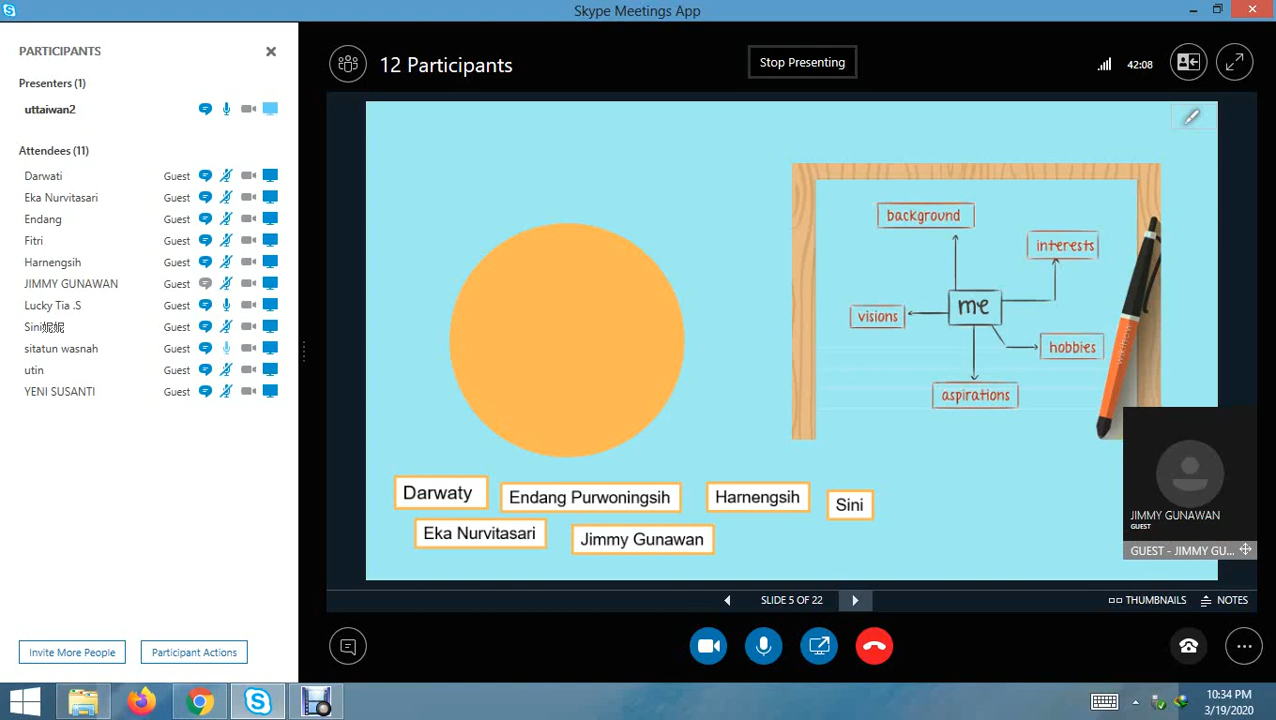 Skype Meetings App
PARTICIPANTS
Presenters (1)
uttaiwan2
Attendees (11)
Darwati Guest
Eka Nurvitasari Guest
Endang Guest
Fitri Guest
Harnengsih Guest
JIMMY GUNAWAN Guest
Lucky Tia .S Guest
Sini妮妮 Guest
sitatun wasnah Guest
utin Guest
YENI SUSANTI Guest
Invite More People
Participant Actions
12 Participants
Stop Presenting
42:08
background
interests
me
visions
hobbies
aspirations
wikiHow
Darwaty
Endang Purwoningsih
Harnengsih
Sini
Eka Nurvitasari
Jimmy Gunawan
JIMMY GUNAWAN
GUEST
GUEST - JIMMY GU...
SLIDE 5 OF 22
THUMBNAILS
NOTES
10:34 PM
3/19/2020